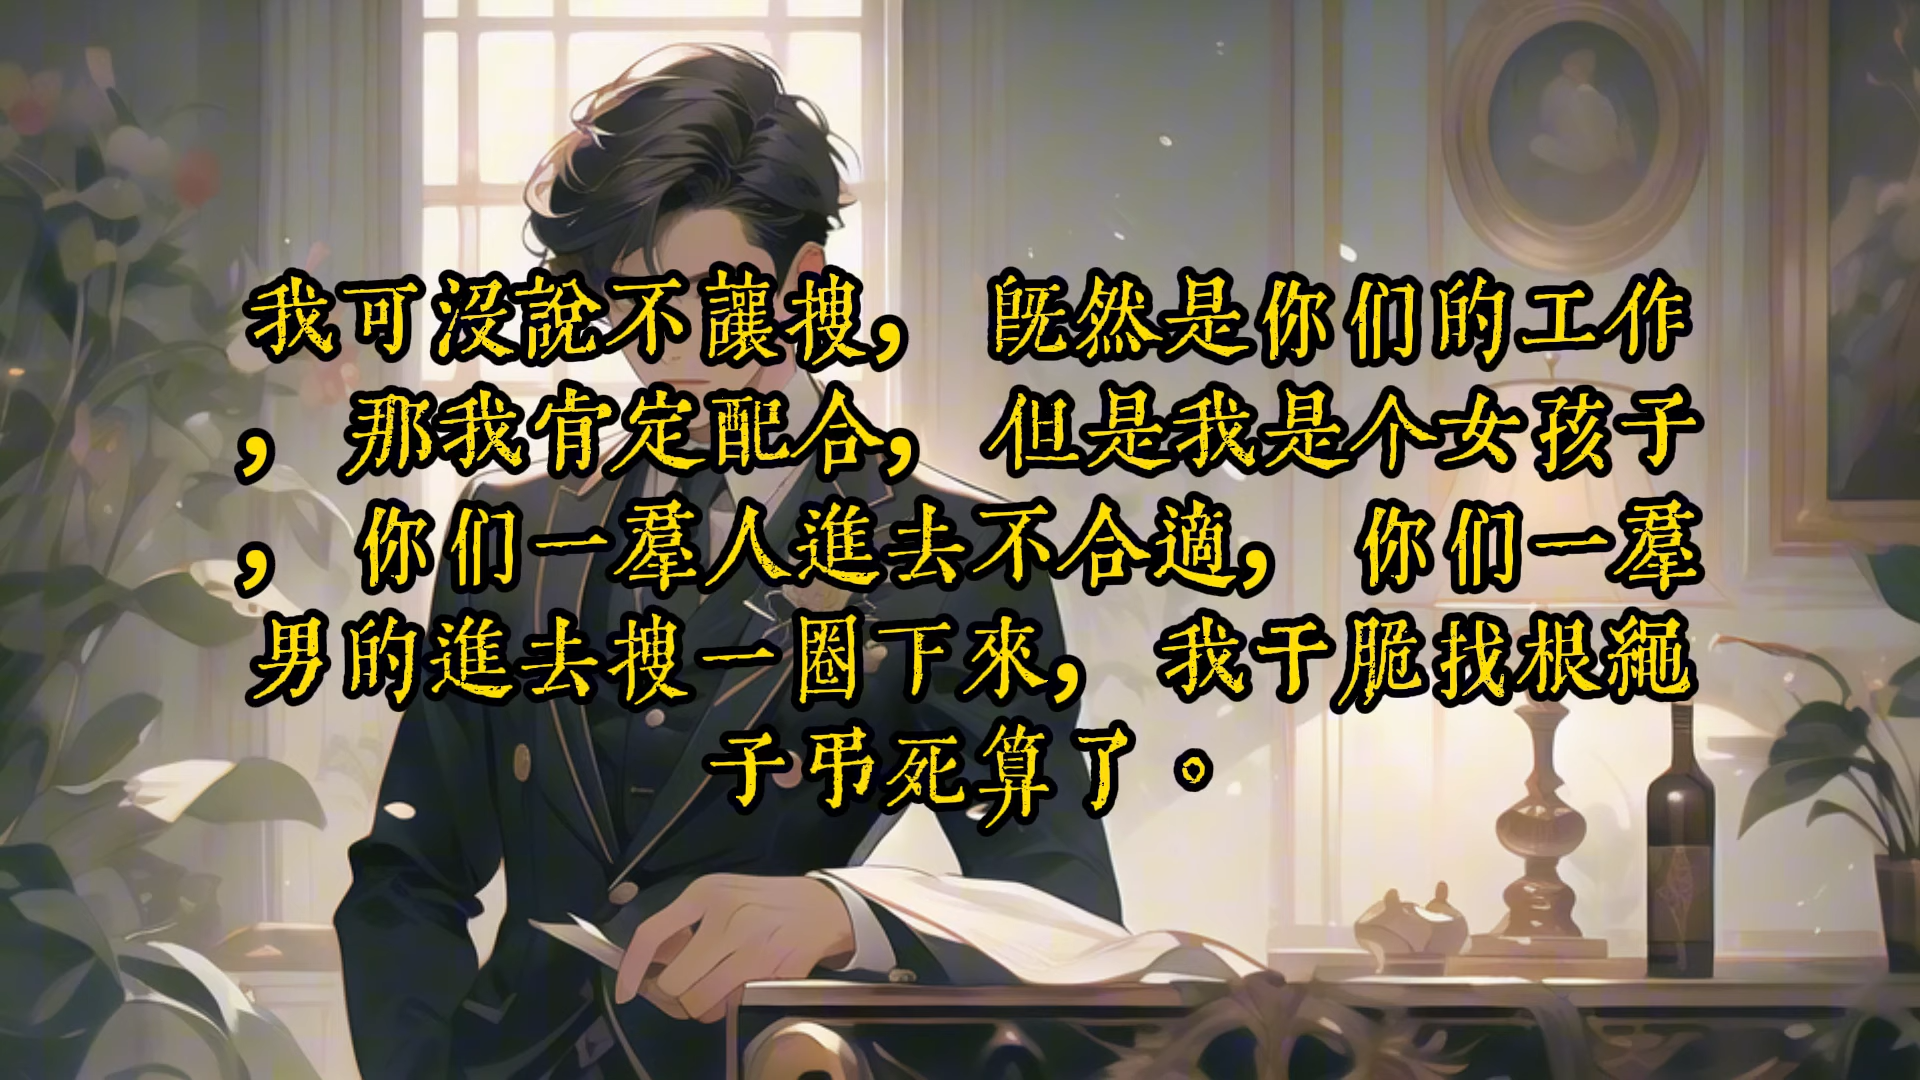 我可沒說不讓搜，既然是你们的工作
，那我肯定配合，但是我是个女孩子
，你们一羣人進去不合適，你们一羣
男的進去搜一圈下來，我干脆找根繩
子弔死算了。